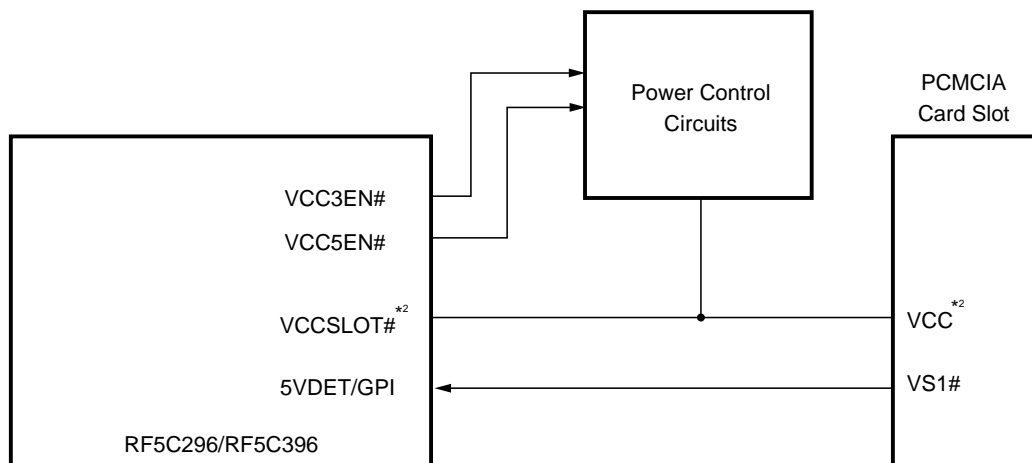 Power Control
Circuits
PCMCIA
Card Slot
VCC3EN#
VCC5EN#
VCCSLOT#*2
VCC*2
5VDET/GPI
VS1#
RF5C296/RF5C396